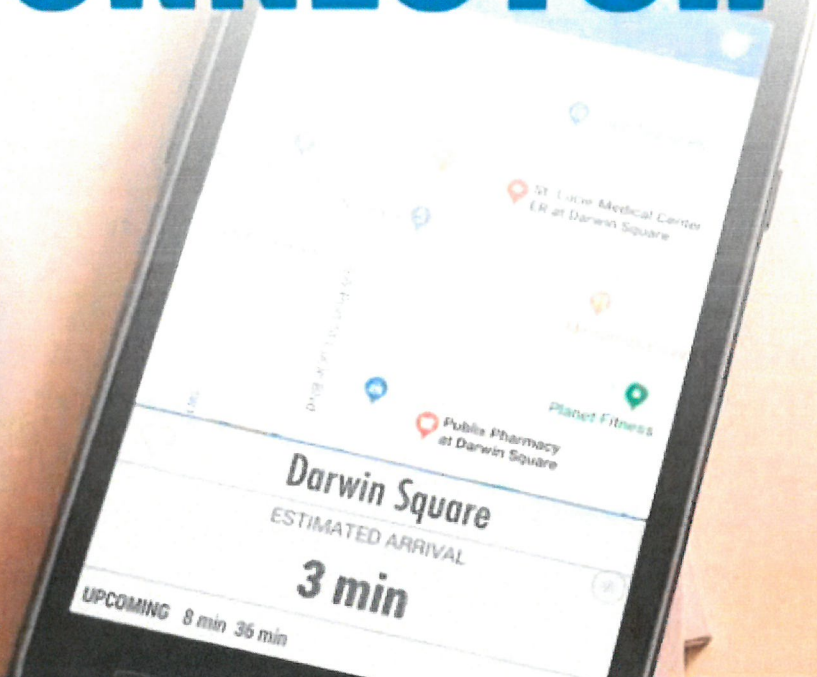 ONNECTOR
St. Lucie Medical Center
ER at Darwin Square
Planet Fitness
Publix Pharmacy
at Darwin Square
Darwin Square
ESTIMATED ARRIVAL
3 min
UPCOMING 8 min 36 min